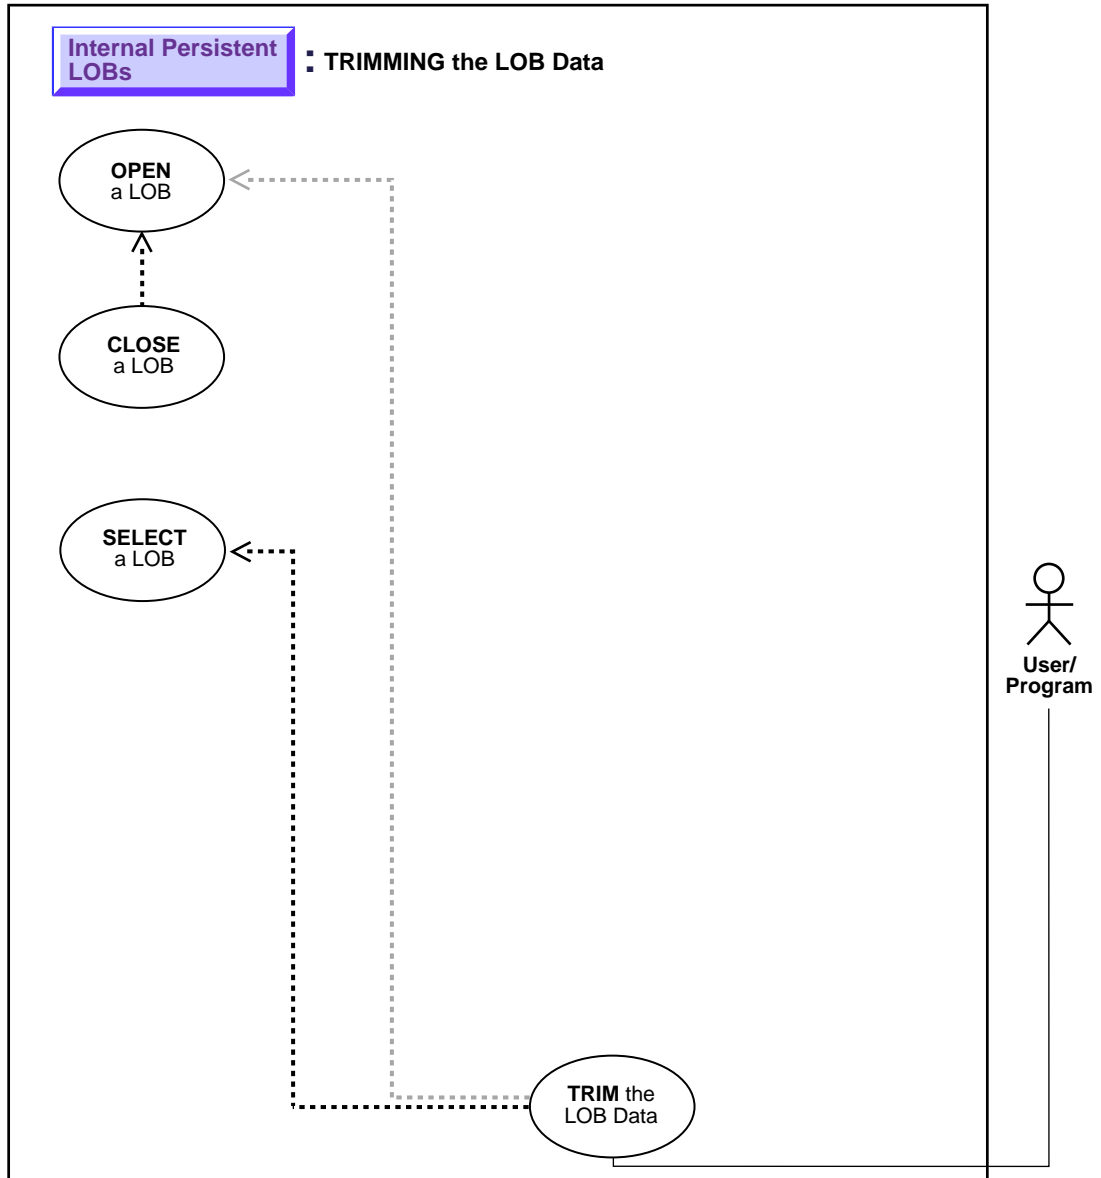 Internal Persistent
LOBs
: TRIMMING the LOB Data
OPEN
a LOB
CLOSE
a LOB
SELECT
a LOB
User/
Program
TRIM the
LOB Data